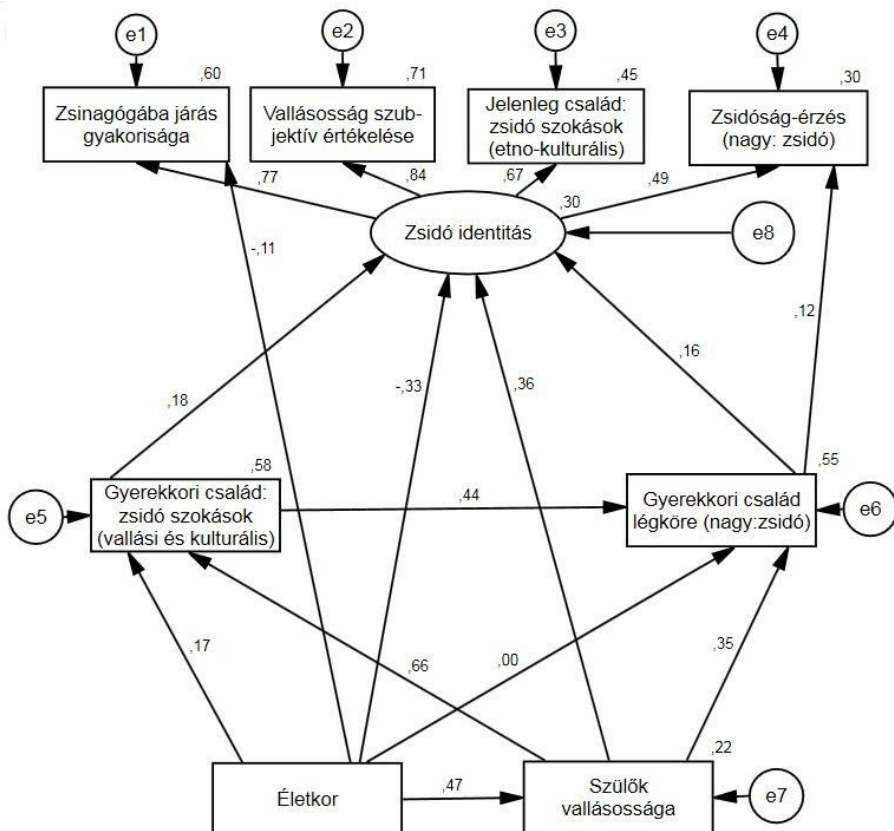 e1
e2
e3
e4
,60
,71
,45
,30
Zsinagógába járás
gyakorisága
Vallásosság szub-
jektív értékelése
Jelenleg család:
zsidó szokások
(etno-kulturális)
Zsidóság-érzés
(nagy: zsidó)
,77
,84
,67
,30
,49
Zsidó identitás
e8
-,11
,12
,18
-,33
,36
,16
,58
,55
e5
Gyerekkori család:
zsidó szokások
(vallási és kulturális)
,44
Gyerekkori család
légköre (nagy:zsidó)
e6
,17
,66
,00
,35
,22
Életkor
,47
Szülők
vallásossága
e7